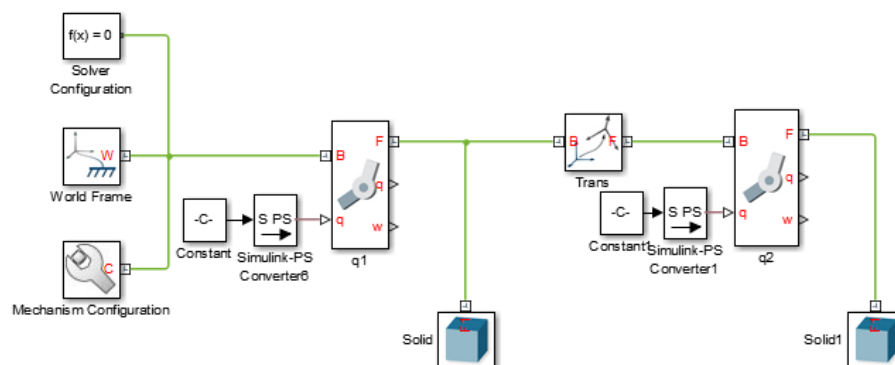 f(x) = 0
Solver
Configuration
W
World Frame
C
Mechanism Configuration
-C-
Constant
S PS
Simulink-PS
Converter6
B
F
q
q
w
q1
Solid
B
F
Trans
-C-
Constant1
S PS
Simulink-PS
Converter1
B
F
q
q
w
q2
Solid1